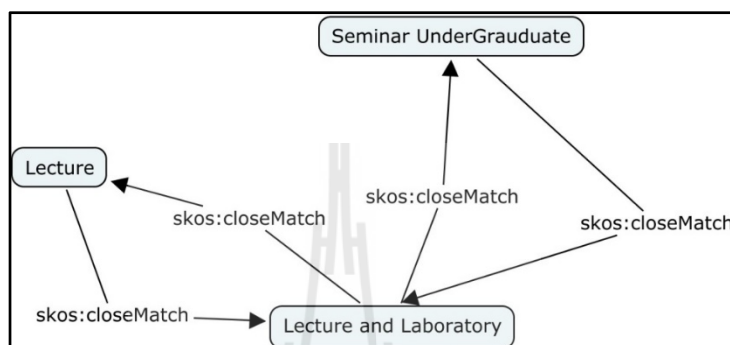 Seminar UnderGrauduate
Lecture
skos:closeMatch
skos:closeMatch
skos:closeMatch
skos:closeMatch
Lecture and Laboratory